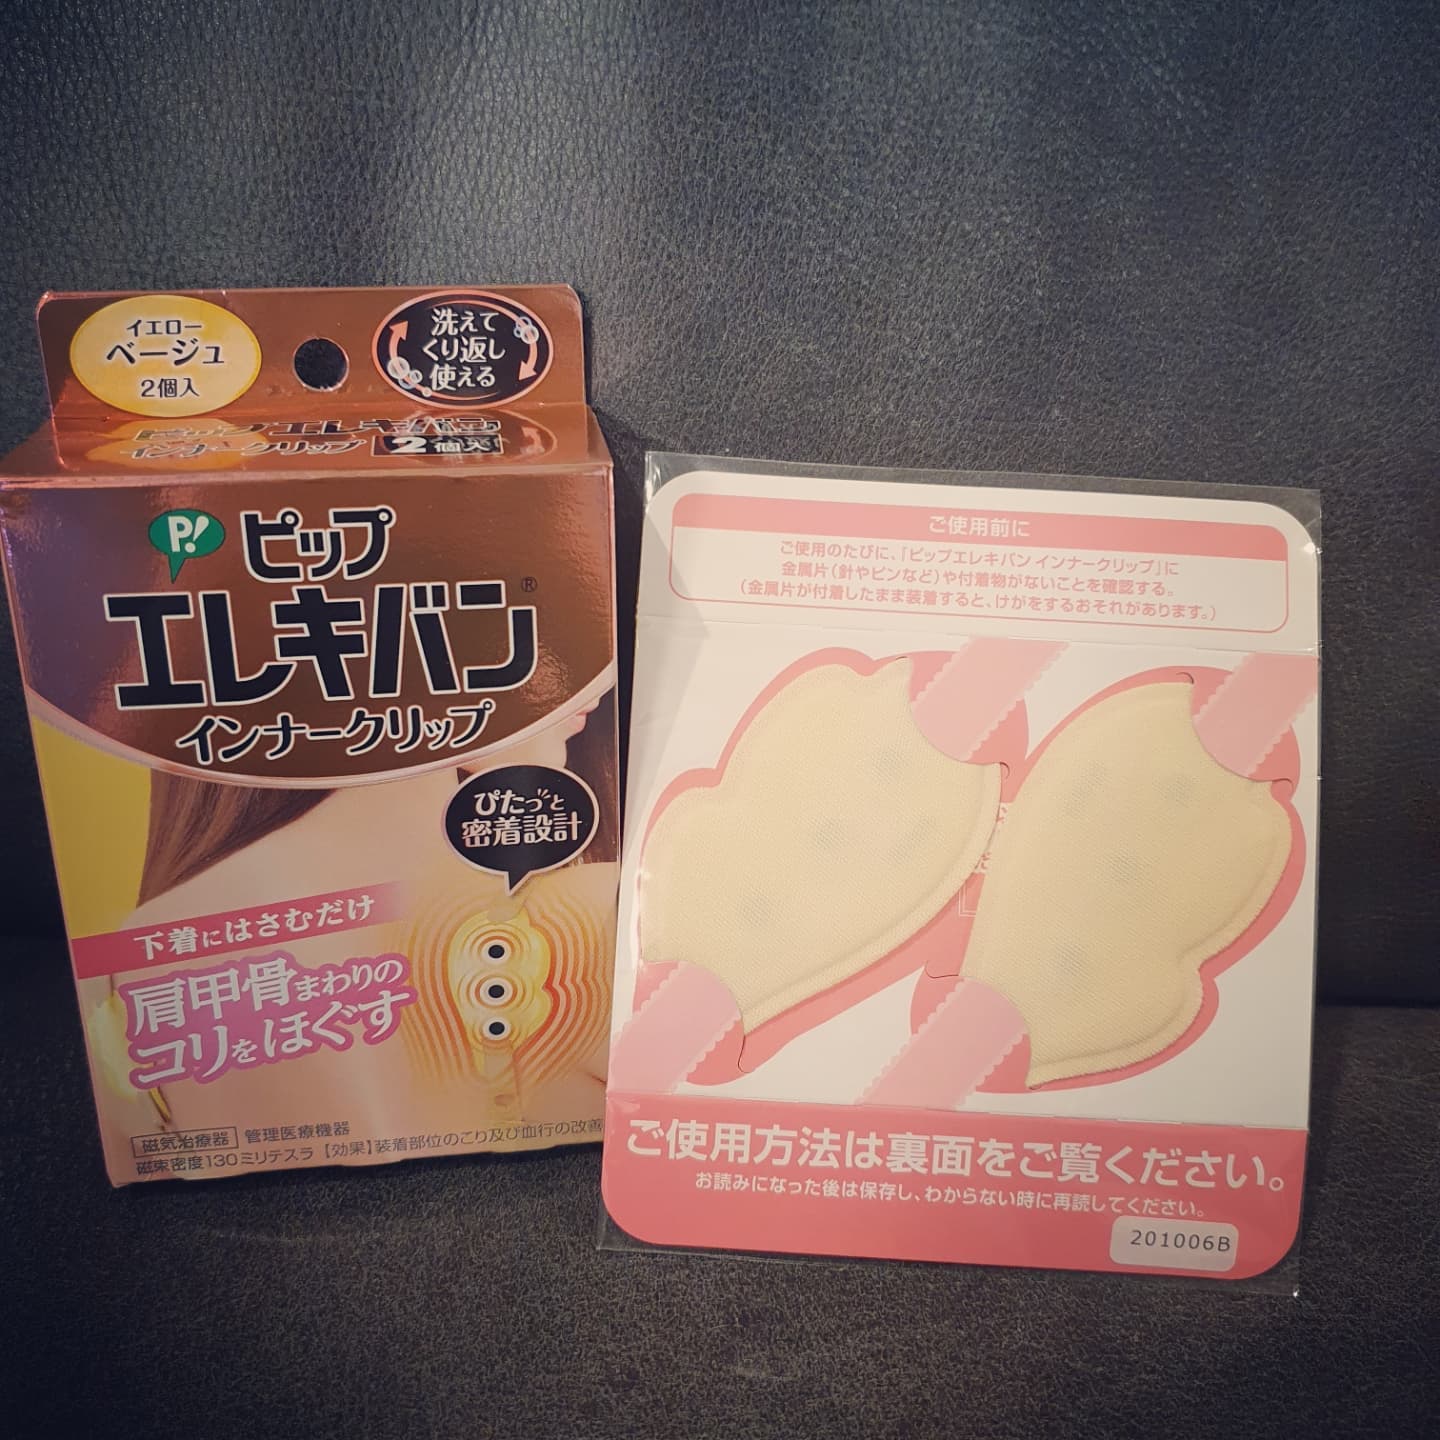 イエロー
ベージュ
2個入
洗えて
くり返し
使える
ピップ エレキバン
インナークリップ 2個入
P!
ピップ
エレキバン®
インナークリップ
ぴたっと
密着設計
下着にはさむだけ
肩甲骨まわりの
コリをほぐす
磁気治療器 管理医療機器
磁束密度130ミリテスラ 【効果】装着部位のこり及び血行の改善
ご使用前に
ご使用のたびに、「ピップエレキバン インナークリップ」に
金属片(針やピンなど)や付着物がないことを確認する。
(金属片が付着したまま装着すると、けがをするおそれがあります。)
ご使用方法は裏面をご覧ください。
お読みになった後は保存し、わからない時に再読してください。
201006B